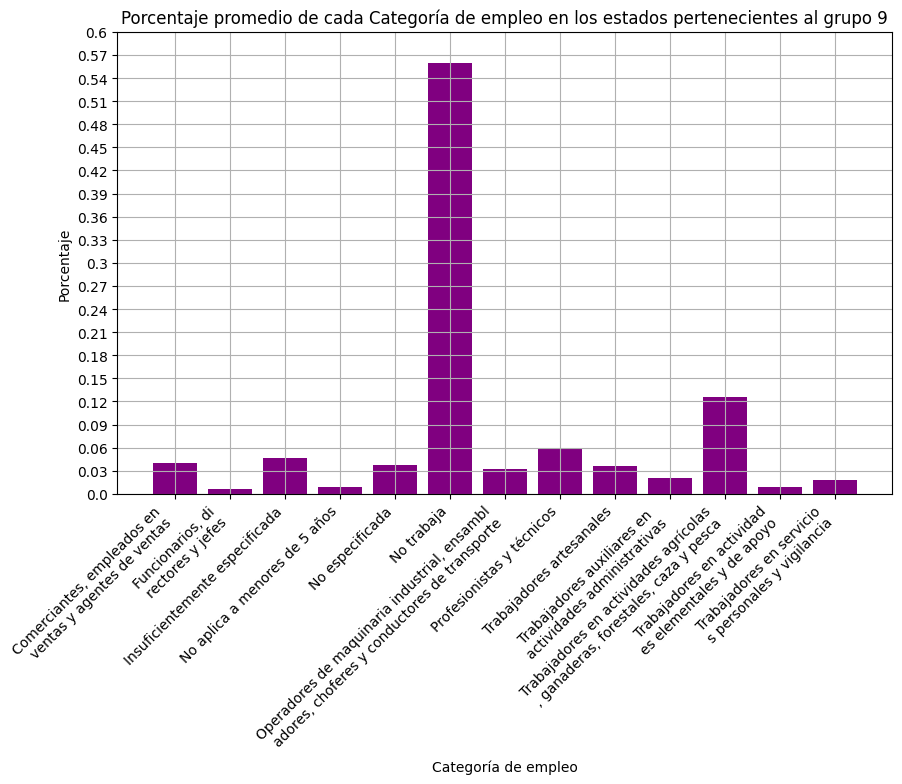 Porcentaje promedio de cada Categoría de empleo en los estados pertenecientes al grupo 9
0.6
0.57
0.54
0.51
0.48
0.45
0.42
0.39
0.36
0.33
0.3
0.27
0.24
0.21
0.18
0.15
0.12
0.09
0.06
0.03
0.0
Porcentaje
Comerciantes, empleados en
ventas y agentes de ventas
Funcionarios, di
rectores y jefes
Insuficientemente especificada
No aplica a menores de 5 años
No especificada
No trabaja
Operadores de maquinaria industrial, ensambl
adores, choferes y conductores de transporte
Profesionistas y técnicos
Trabajadores artesanales
Trabajadores auxiliares en
actividades administrativas
Trabajadores en actividades agrícolas
, ganaderas, forestales, caza y pesca
Trabajadores en actividad
es elementales y de apoyo
Trabajadores en servicio
s personales y vigilancia
Categoría de empleo